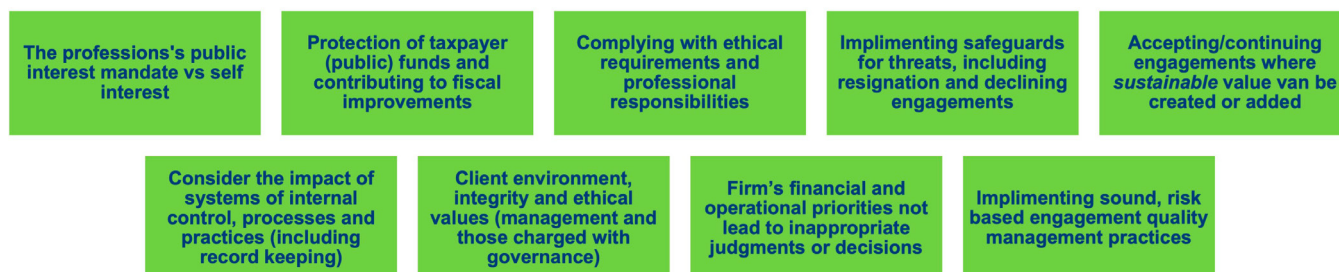 The professions's public
interest mandate vs self
interest
Protection of taxpayer
(public) funds and
contributing to fiscal
improvements
Complying with ethical
requirements and
professional
responsibilities
Implimenting safeguards
for threats, including
resignation and declining
engagements
Accepting/continuing
engagements where
sustainable value van be
created or added
Consider the impact of
systems of internal
control, processes and
practices (including
record keeping)
Client environment,
integrity and ethical
values (management and
those charged with
governance)
Firm's financial and
operational priorities not
lead to inappropriate
judgments or decisions
Implimenting sound, risk
based engagement quality
management practices